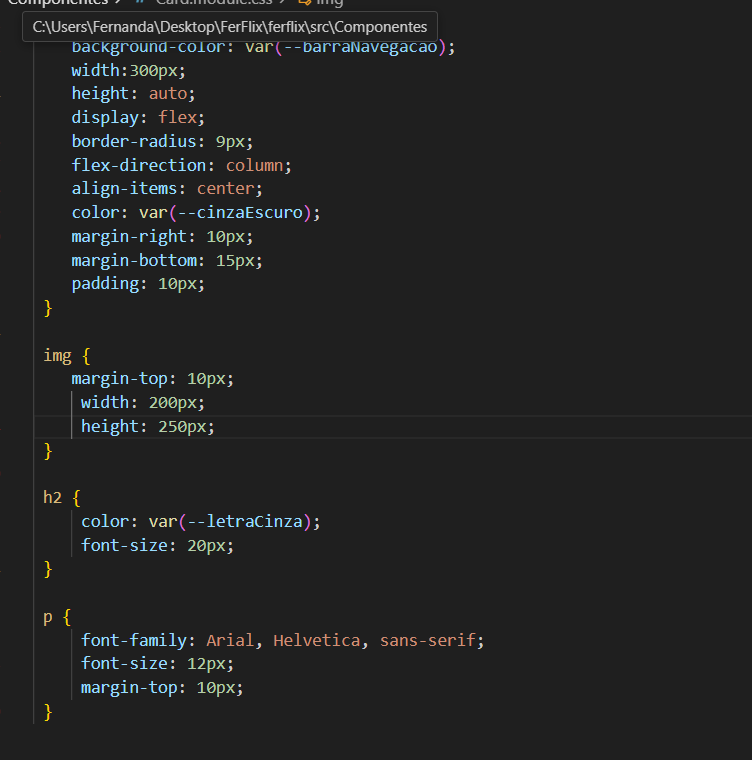 Componentes > # Card.module.css > img
C:\Users\Fernanda\Desktop\FerFlix\ferflix\src\Componentes
background-color: var(--barraNavegacao);
width:300px;
height: auto;
display: flex;
border-radius: 9px;
flex-direction: column;
align-items: center;
color: var(--cinzaEscuro);
margin-right: 10px;
margin-bottom: 15px;
padding: 10px;
}
img {
margin-top: 10px;
width: 200px;
height: 250px;
}
h2 {
color: var(--letraCinza);
font-size: 20px;
}
p {
font-family: Arial, Helvetica, sans-serif;
font-size: 12px;
margin-top: 10px;
}